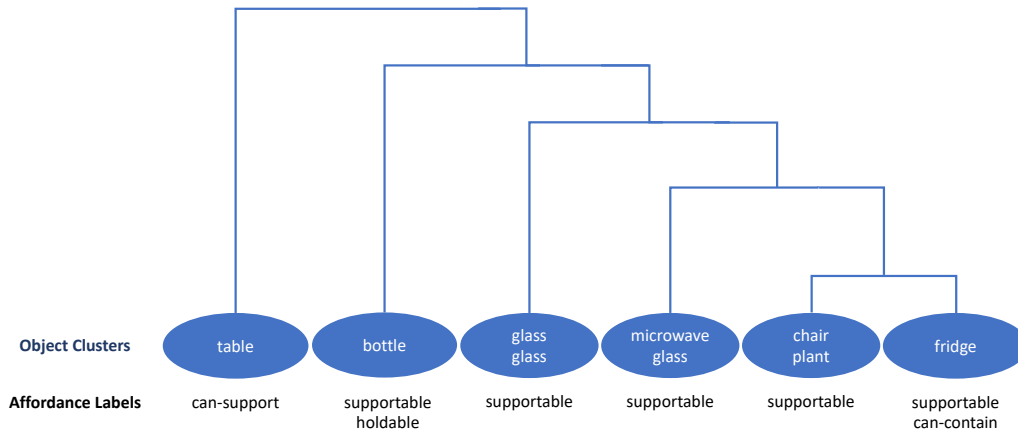 Object Clusters
table
bottle
glass
glass
microwave
glass
chair
plant
fridge
Affordance Labels
can-support
supportable
holdable
supportable
supportable
supportable
supportable
can-contain